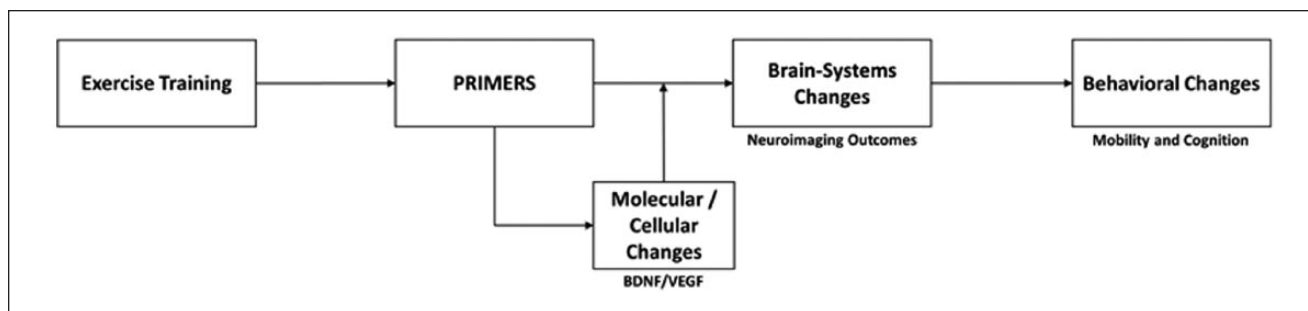 Exercise Training
PRIMERS
Brain-Systems
Changes
Neuroimaging Outcomes
Behavioral Changes
Mobility and Cognition
Molecular /
Cellular
Changes
BDNF/VEGF